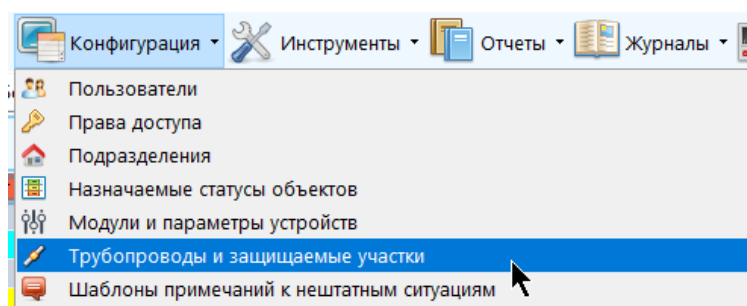 Конфигурация Инструменты Отчеты Журналы
Пользователи
Права доступа
Подразделения
Назначаемые статусы объектов
Модули и параметры устройств
Трубопроводы и защищаемые участки
Шаблоны примечаний к нештатным ситуациям